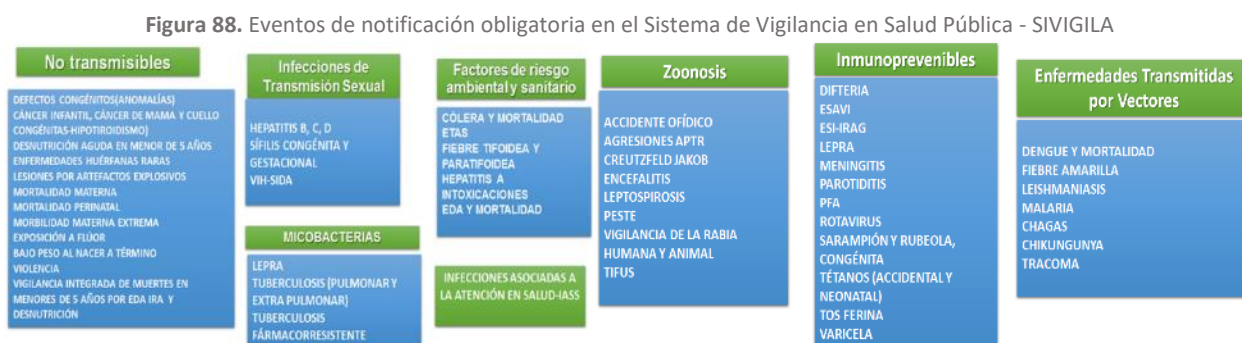 Figura 88. Eventos de notificación obligatoria en el Sistema de Vigilancia en Salud Pública - SIVIGILA
No transmisibles
DEFECTOS CONGÉNITOS(ANOMALÍAS)
CÁNCER INFANTIL, CÁNCER DE MAMA Y CUELLO
CONGÉNITAS-HIPOTIROIDISMO)
DESNUTRICIÓN AGUDA EN MENOR DE 5 AÑOS
ENFERMEDADES HUÉRFANAS RARAS
LESIONES POR ARTEFACTOS EXPLOSIVOS
MORTALIDAD MATERNA
MORTALIDAD PERINATAL
MORBILIDAD MATERNA EXTREMA
EXPOSICIÓN A FLÚOR
BAJO PESO AL NACER A TÉRMINO
VIOLENCIA
VIGILANCIA INTEGRADA DE MUERTES EN
MENORES DE 5 AÑOS POR EDA IRA Y
DESNUTRICIÓN
Infecciones de
Transmisión Sexual
HEPATITIS B, C, D
SÍFILIS CONGÉNITA Y
GESTACIONAL
VIH-SIDA
MICOBACTERIAS
LEPRA
TUBERCULOSIS (PULMONAR Y
EXTRA PULMONAR)
TUBERCULOSIS
FÁRMACORRESISTENTE
Factores de riesgo
ambiental y sanitario
CÓLERA Y MORTALIDAD
ETAS
FIEBRE TIFOIDEA Y
PARATIFOIDEA
HEPATITIS A
INTOXICACIONES
EDA Y MORTALIDAD
INFECCIONES ASOCIADAS A
LA ATENCIÓN EN SALUD-IASS
Zoonosis
ACCIDENTE OFÍDICO
AGRESIONES APTR
CREUTZFELD JAKOB
ENCEFALITIS
LEPTOSPIROSIS
PESTE
VIGILANCIA DE LA RABIA
HUMANA Y ANIMAL
TIFUS
Inmunoprevenibles
DIFTERIA
ESAVI
ESI-IRAG
LEPRA
MENINGITIS
PAROTIDITIS
PFA
ROTAVIRUS
SARAMPIÓN Y RUBEOLA,
CONGÉNITA
TÉTANOS (ACCIDENTAL Y
NEONATAL)
TOS FERINA
VARICELA
Enfermedades Transmitidas
por Vectores
DENGUE Y MORTALIDAD
FIEBRE AMARILLA
LEISHMANIASIS
MALARIA
CHAGAS
CHIKUNGUNYA
TRACOMA